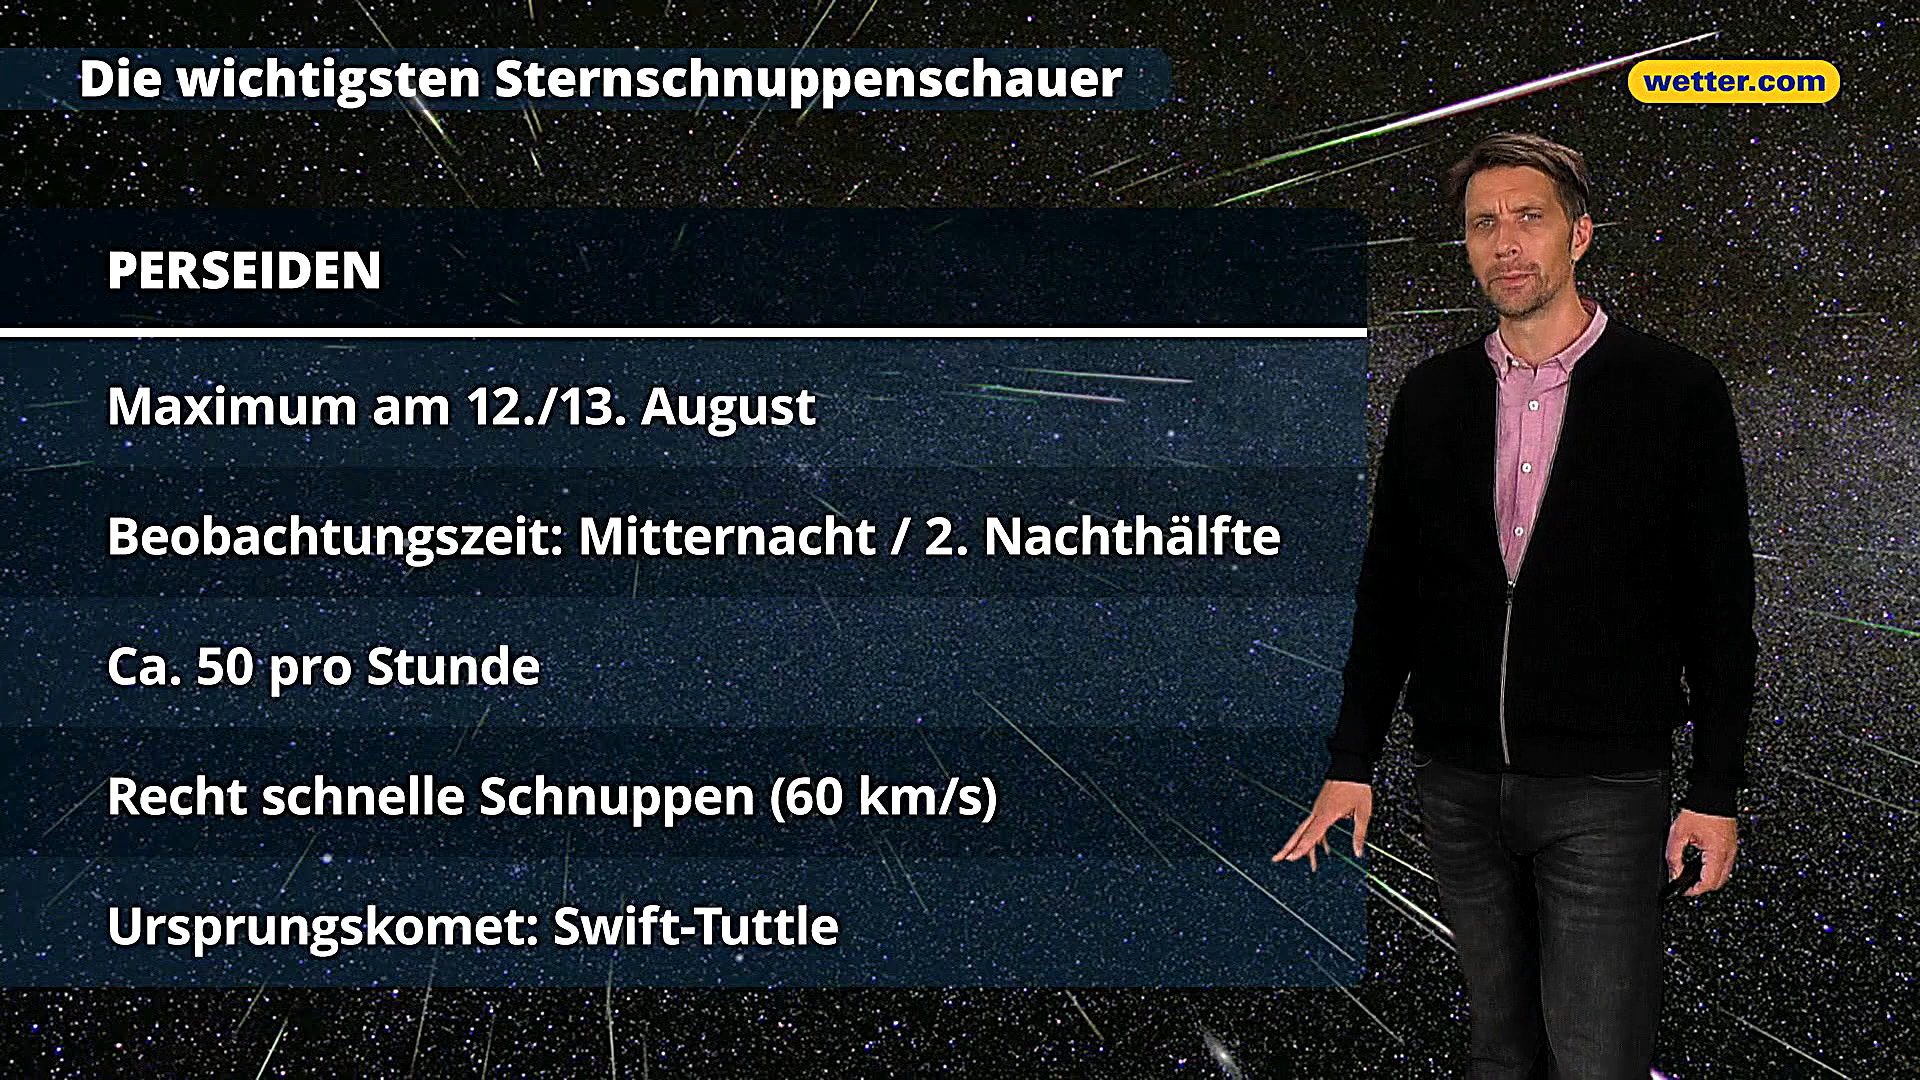 Die wichtigsten Sternschnuppenschauer
wetter.com
PERSEIDEN
Maximum am 12./13. August
Beobachtungszeit: Mitternacht / 2. Nachthälfte
Ca. 50 pro Stunde
Recht schnelle Schnuppen (60 km/s)
Ursprungskomet: Swift-Tuttle